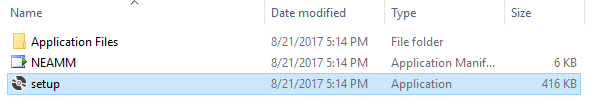 Name Date modified Type Size
Application Files 8/21/2017 5:14 PM File folder
NEAMM 8/21/2017 5:14 PM Application Manif... 6 KB
setup 8/21/2017 5:14 PM Application 416 KB